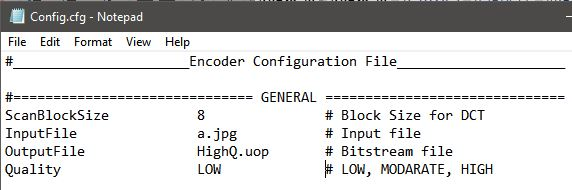 Config.cfg - Notepad
File Edit Format View Help
#______________________Encoder Configuration File_____________________

#============================== GENERAL ==============================
ScanBlockSize           8               # Block Size for DCT
InputFile               a.jpg           # Input file
OutputFile              HighQ.uop       # Bitstream file
Quality                 LOW             # LOW, MODARATE, HIGH